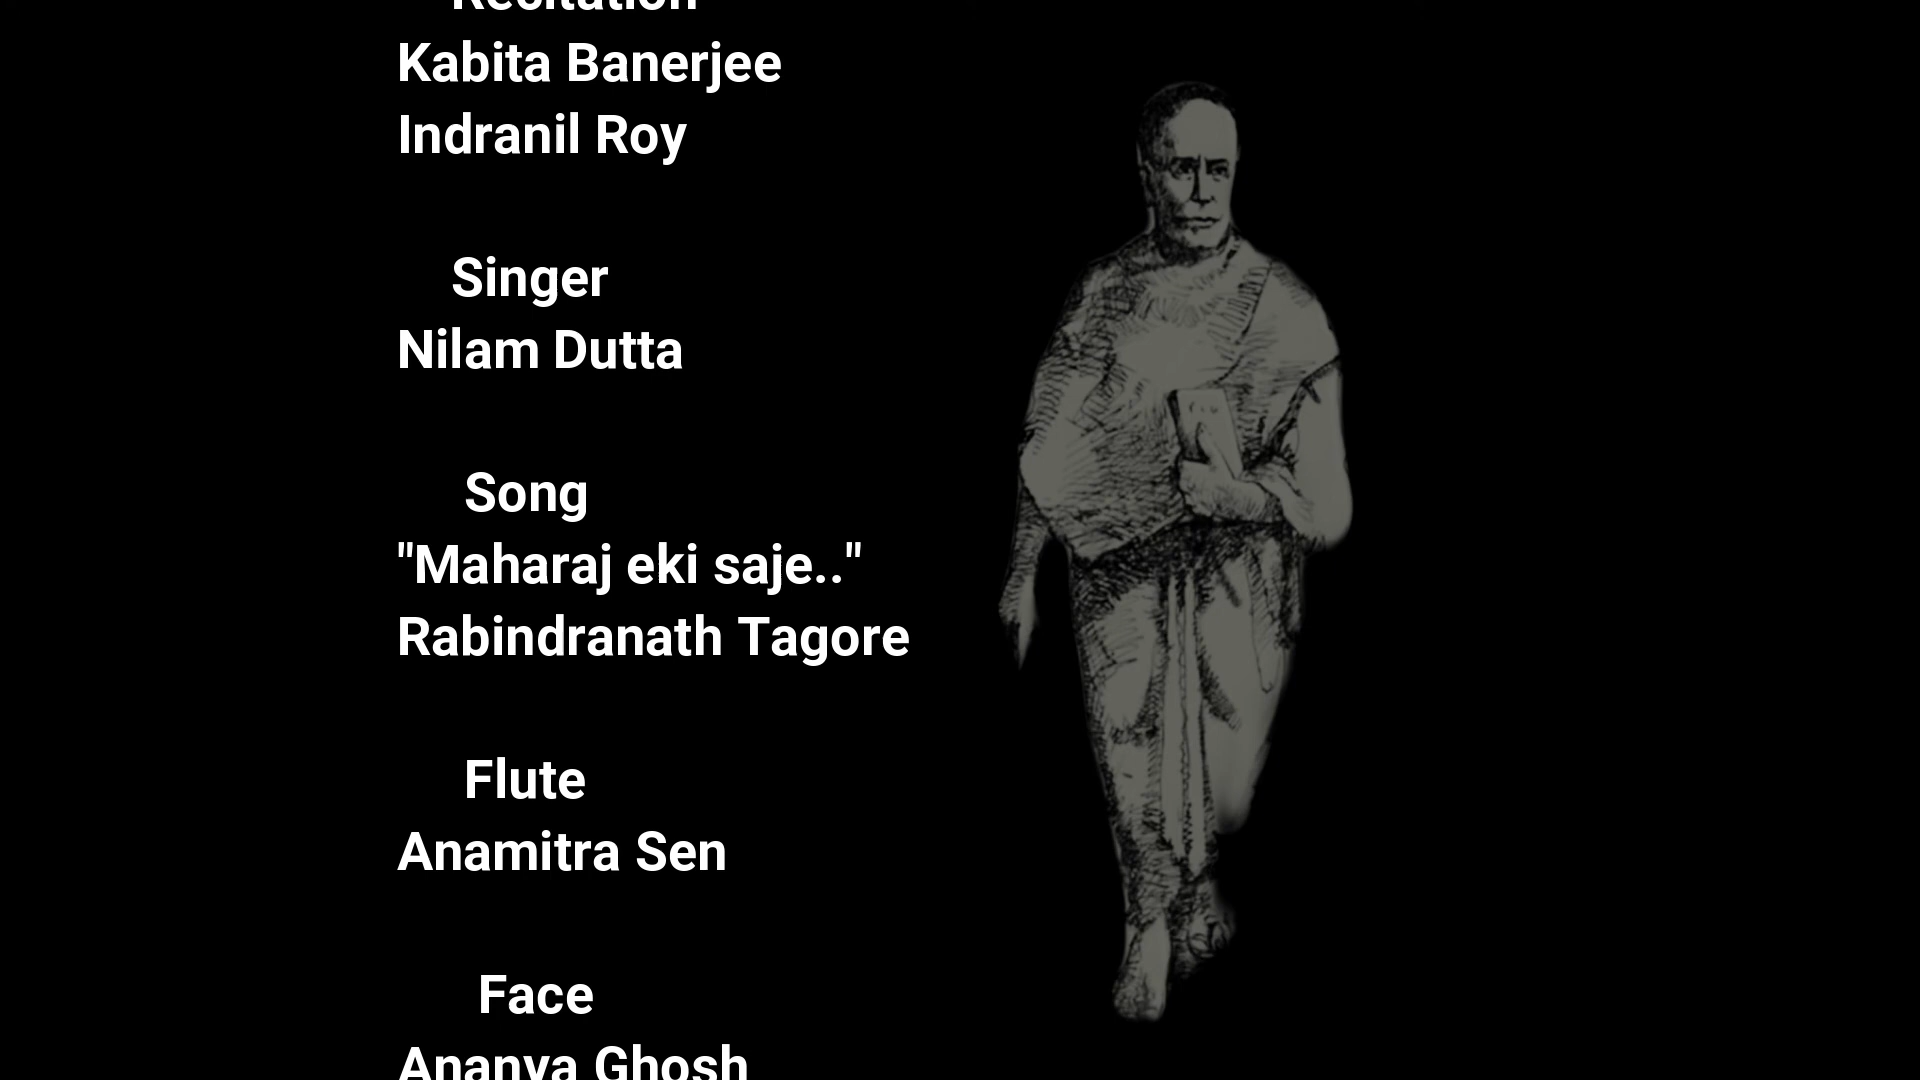 Recitation
Kabita Banerjee
Indranil Roy
Singer
Nilam Dutta
Song
"Maharaj eki saje.."
Rabindranath Tagore
Flute
Anamitra Sen
Face
Ananya Ghosh